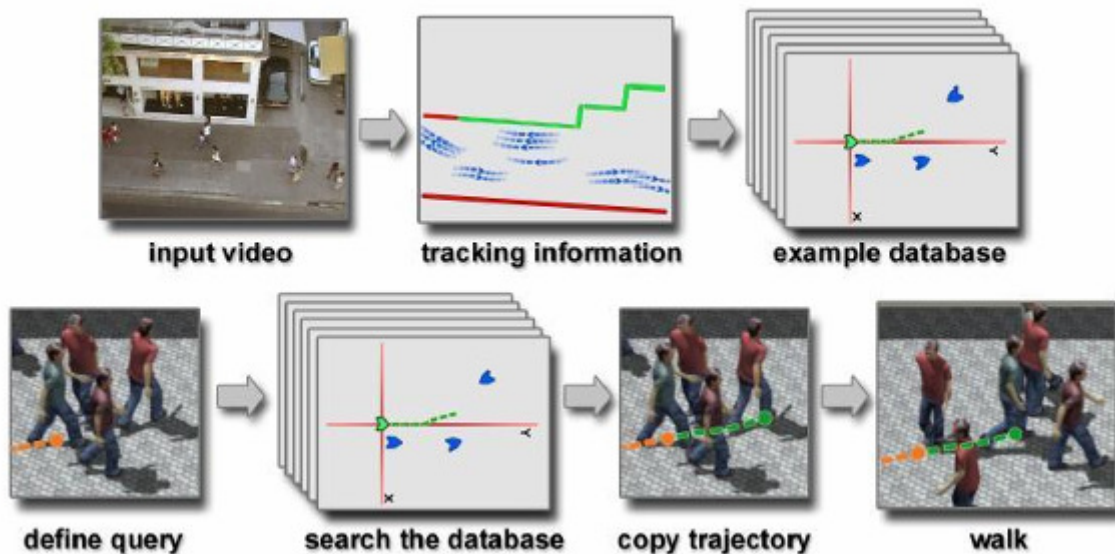 input video
tracking information
example database
Y
X
define query
search the database
copy trajectory
walk
Y
X